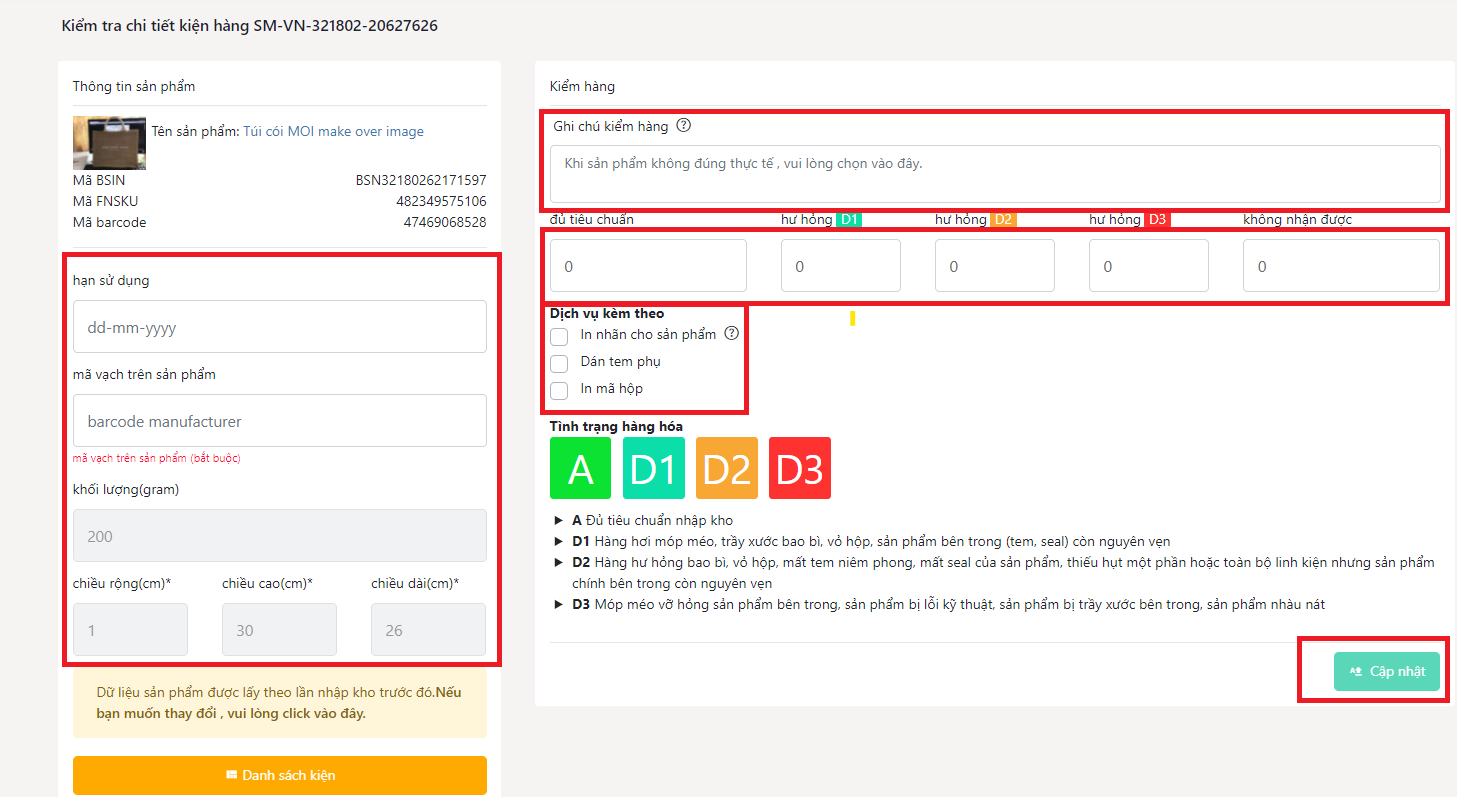 Kiểm tra chi tiết kiện hàng SM-VN-321802-20627626
Thông tin sản phẩm
Tên sản phẩm: Túi cói MOI make over image
Mã BSIN BSN32180262171597
Mã FNSKU 482349575106
Mã barcode 47469068528
hạn sử dụng
dd-mm-yyyy
mã vạch trên sản phẩm
barcode manufacturer
mã vạch trên sản phẩm (bắt buộc)
khối lượng(gram)
200
chiều rộng(cm)* chiều cao(cm)* chiều dài(cm)*
1 30 26
Dữ liệu sản phẩm được lấy theo lần nhập kho trước đó.Nếu
bạn muốn thay đổi , vui lòng click vào đây.
Danh sách kiện
Kiểm hàng
Ghi chú kiểm hàng ?
Khi sản phẩm không đúng thực tế , vui lòng chọn vào đây.
đủ tiêu chuẩn hư hỏng D1 hư hỏng D2 hư hỏng D3 không nhận được
0 0 0 0 0
Dịch vụ kèm theo
In nhãn cho sản phẩm ?
Dán tem phụ
In mã hộp
Tình trạng hàng hóa
A D1 D2 D3
A Đủ tiêu chuẩn nhập kho
D1 Hàng hơi móp méo, trầy xước bao bì, vỏ hộp, sản phẩm bên trong (tem, seal) còn nguyên vẹn
D2 Hàng hư hỏng bao bì, vỏ hộp, mất tem niêm phong, mất seal của sản phẩm, thiếu hụt một phần hoặc toàn bộ linh kiện nhưng sản phẩm
chính bên trong còn nguyên vẹn
D3 Móp méo vỡ hỏng sản phẩm bên trong, sản phẩm bị lỗi kỹ thuật, sản phẩm bị trầy xước bên trong, sản phẩm nhàu nát
Cập nhật